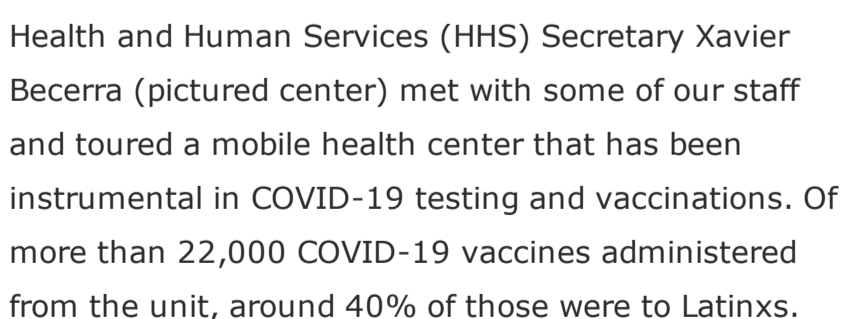 Health and Human Services (HHS) Secretary Xavier
Becerra (pictured center) met with some of our staff
and toured a mobile health center that has been
instrumental in COVID-19 testing and vaccinations. Of
more than 22,000 COVID-19 vaccines administered
from the unit, around 40% of those were to Latinxs.